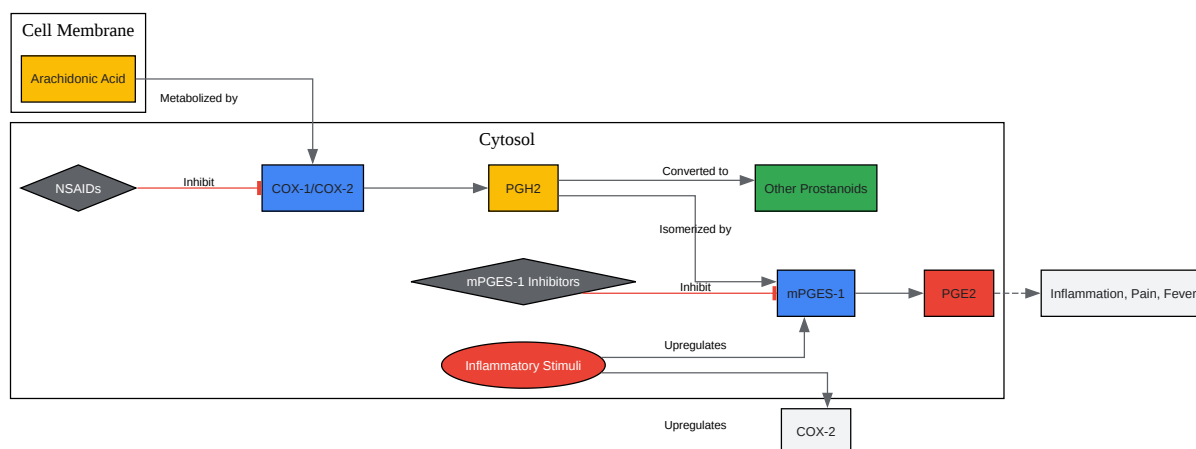 Cell Membrane
Arachidonic Acid
Metabolized by
Cytosol
NSAIDs
Inhibit
COX-1/COX-2
PGH2
Converted to
Other Prostanoids
Isomerized by
mPGES-1 Inhibitors
Inhibit
mPGES-1
PGE2
Inflammation, Pain, Fever
Inflammatory Stimuli
Upregulates
Upregulates
COX-2